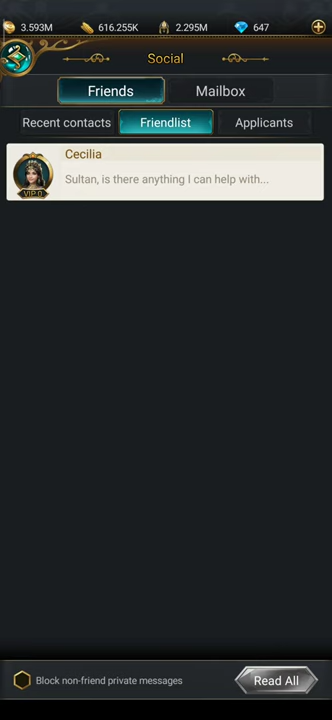 3.593M 616.255K 2.295M 647
Social
Friends Mailbox
Recent contacts Friendlist Applicants
Cecilia
Sultan, is there anything I can help with...
VIP 0
Block non-friend private messages Read All